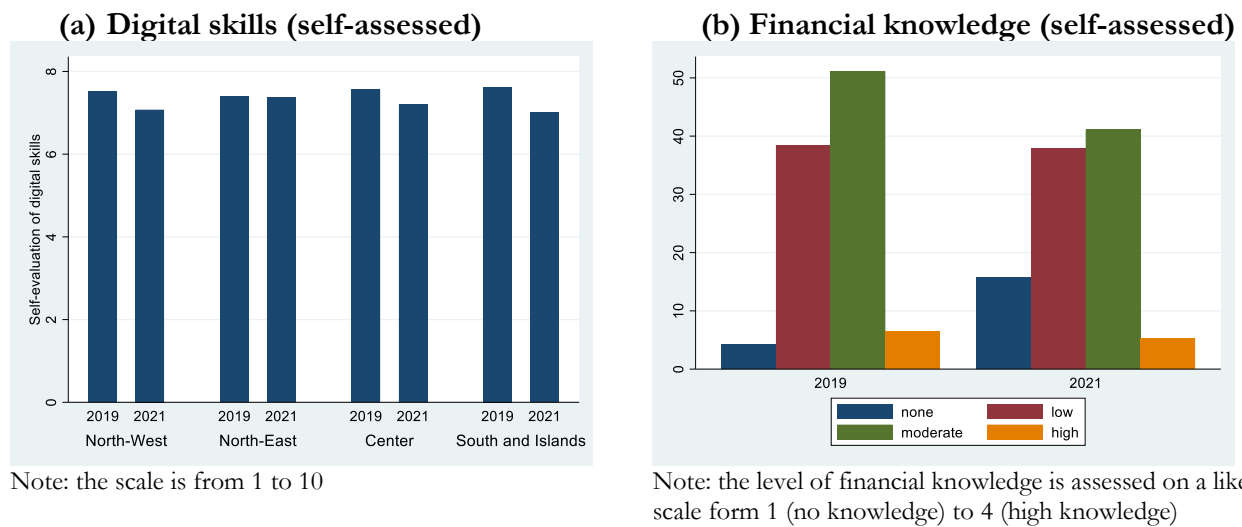 (a) Digital skills (self-assessed)
Self-evaluation of digital skills
8
6
4
2
0
2019 2021 2019 2021 2019 2021 2019 2021
North-West North-East Center South and Islands
Note: the scale is from 1 to 10
(b) Financial knowledge (self-assessed)
50
40
30
20
10
0
2019 2021
none low
moderate high
Note: the level of financial knowledge is assessed on a like
scale form 1 (no knowledge) to 4 (high knowledge)